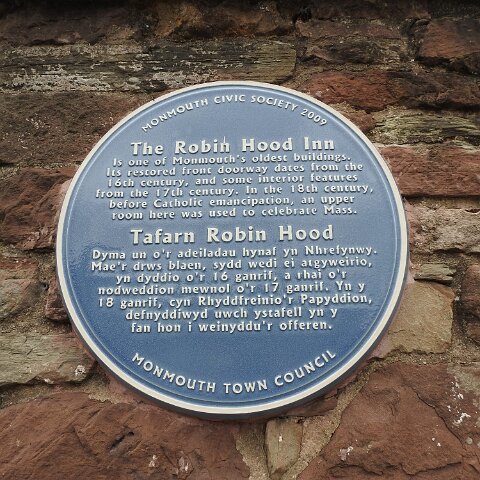 MONMOUTH CIVIC SOCIETY 2009
The Robin Hood Inn
Is one of Monmouth's oldest buildings.
Its restored front doorway dates from the
16th century, and some interior features
from the 17th century. In the 18th century,
before Catholic emancipation, an upper
room here was used to celebrate Mass.
Tafarn Robin Hood
Dyma un o'r adeiladau hynaf yn Nhrefynwy.
Mae'r drws blaen, sydd wedi ei atgyweirio,
yn dyddio o'r 16 ganrif, a rhai o'r
nodweddion mewnol o'r 17 ganrif. Yn y
18 ganrif, cyn Rhyddfreinio'r Papyddion,
defnyddiwyd uwch ystafell yn y
fan hon i weinyddu'r offeren.
MONMOUTH TOWN COUNCIL